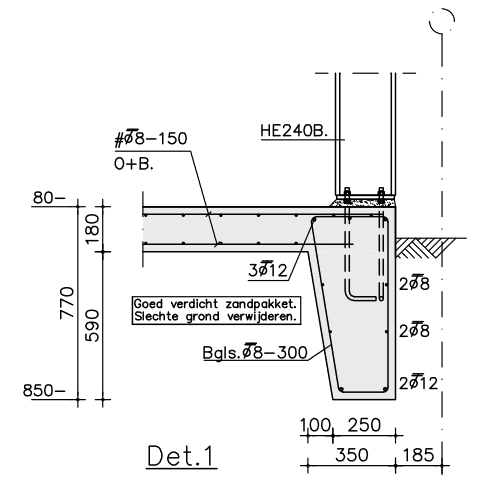 HE240B.
#ø8-150
O+B.
80-
180
3ø12
770
590
Goed verdicht zandpakket.
Slechte grond verwijderen.
2ø8
2ø8
Bgls.ø8-300
2ø12
850-
100
250
350
185
Det.1